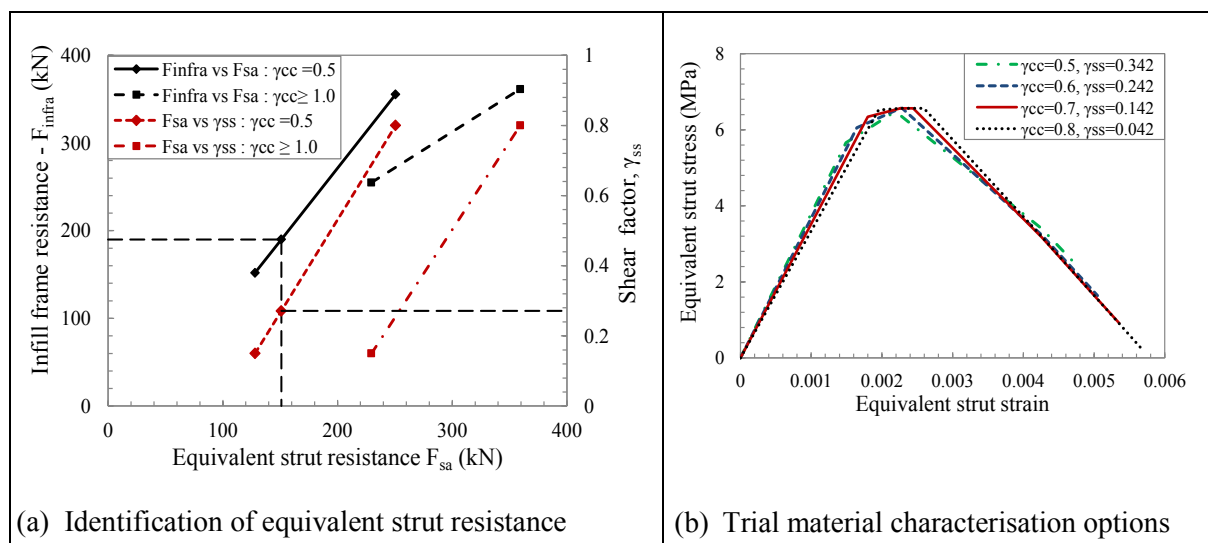 400
300
200
100
0
Infill frame resistance - Finfra (kN)
Finfra vs Fsa : γcc =0.5
Finfra vs Fsa : γcc≥ 1.0
Fsa vs γss : γcc =0.5
Fsa vs γss : γcc ≥ 1.0
1
0.8
0.6
0.4
0.2
0
Shear factor, γss
0 100 200 300 400
Equivalent strut resistance Fsa (kN)
(a) Identification of equivalent strut resistance
8
6
4
2
0
Equivalent strut stress (MPa)
γcc=0.5, γss=0.342
γcc=0.6, γss=0.242
γcc=0.7, γss=0.142
γcc=0.8, γss=0.042
0 0.001 0.002 0.003 0.004 0.005 0.006
Equivalent strut strain
(b) Trial material characterisation options